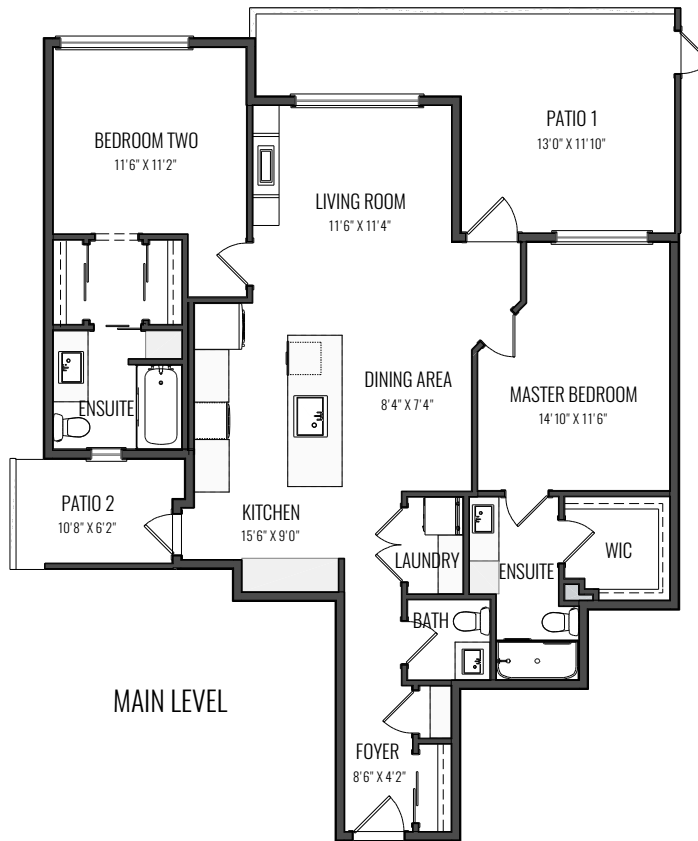 PATIO 1
13'0" X 11'10"
BEDROOM TWO
11'6" X 11'2"
LIVING ROOM
11'6" X 11'4"
DINING AREA
8'4" X 7'4"
MASTER BEDROOM
14'10" X 11'6"
ENSUITE
PATIO 2
10'8" X 6'2"
KITCHEN
15'6" X 9'0"
LAUNDRY
ENSUITE
WIC
BATH
MAIN LEVEL
FOYER
8'6" X 4'2"